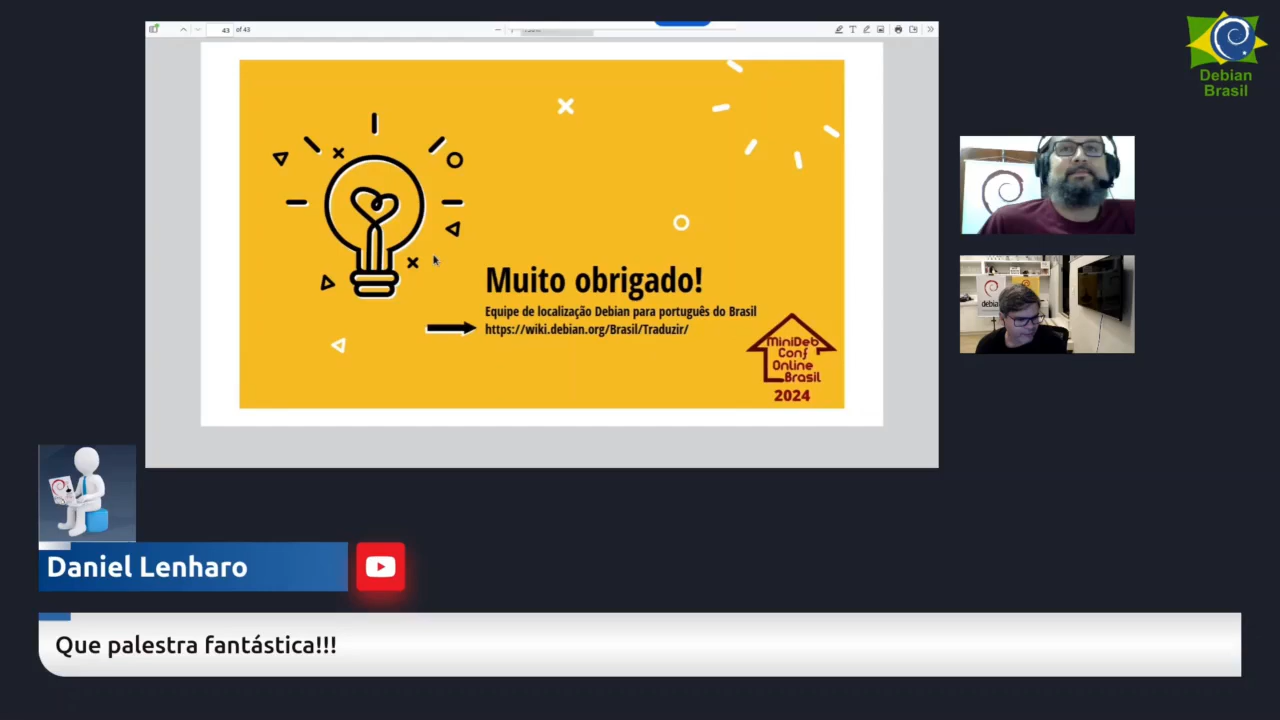 43 of 43
Debian
Brasil
Muito obrigado!
Equipe de localização Debian para português do Brasil
https://wiki.debian.org/Brasil/Traduzir/
MiniDeb
Conf
Online
Brasil
2024
debian
Daniel Lenharo
Que palestra fantástica!!!